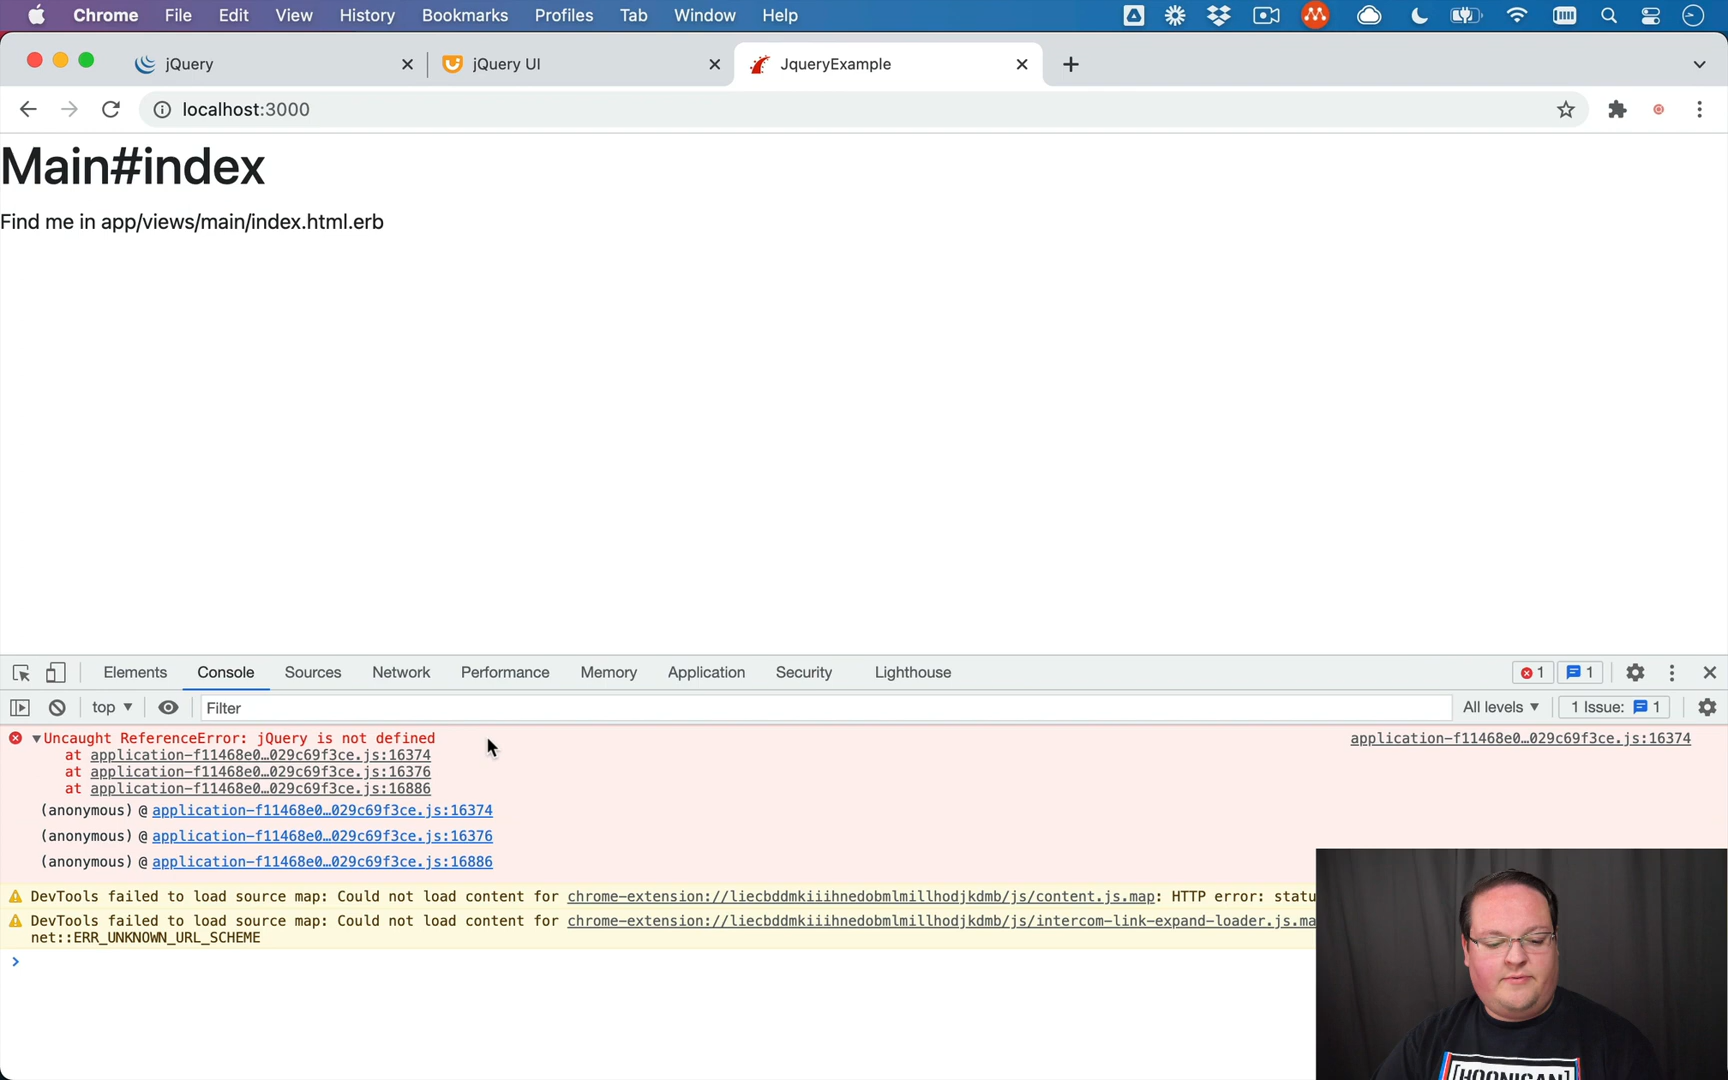 Chrome File Edit View History Bookmarks Profiles Tab Window Help
jQuery jQuery UI JqueryExample
localhost:3000
Main#index
Find me in app/views/main/index.html.erb
Elements Console Sources Network Performance Memory Application Security Lighthouse 1 1
top Filter All levels 1 Issue: 1
Uncaught ReferenceError: jQuery is not defined application-f11468e0…029c69f3ce.js:16374
at application-f11468e0…029c69f3ce.js:16374
at application-f11468e0…029c69f3ce.js:16376
at application-f11468e0…029c69f3ce.js:16886
(anonymous) @ application-f11468e0…029c69f3ce.js:16374
(anonymous) @ application-f11468e0…029c69f3ce.js:16376
(anonymous) @ application-f11468e0…029c69f3ce.js:16886
DevTools failed to load source map: Could not load content for chrome-extension://liecbddmkiiihnedobmlmillhodjkdmb/js/content.js.map: HTTP error: statu
DevTools failed to load source map: Could not load content for chrome-extension://liecbddmkiiihnedobmlmillhodjkdmb/js/intercom-link-expand-loader.js.ma
net::ERR_UNKNOWN_URL_SCHEME
[HOONIGAN]